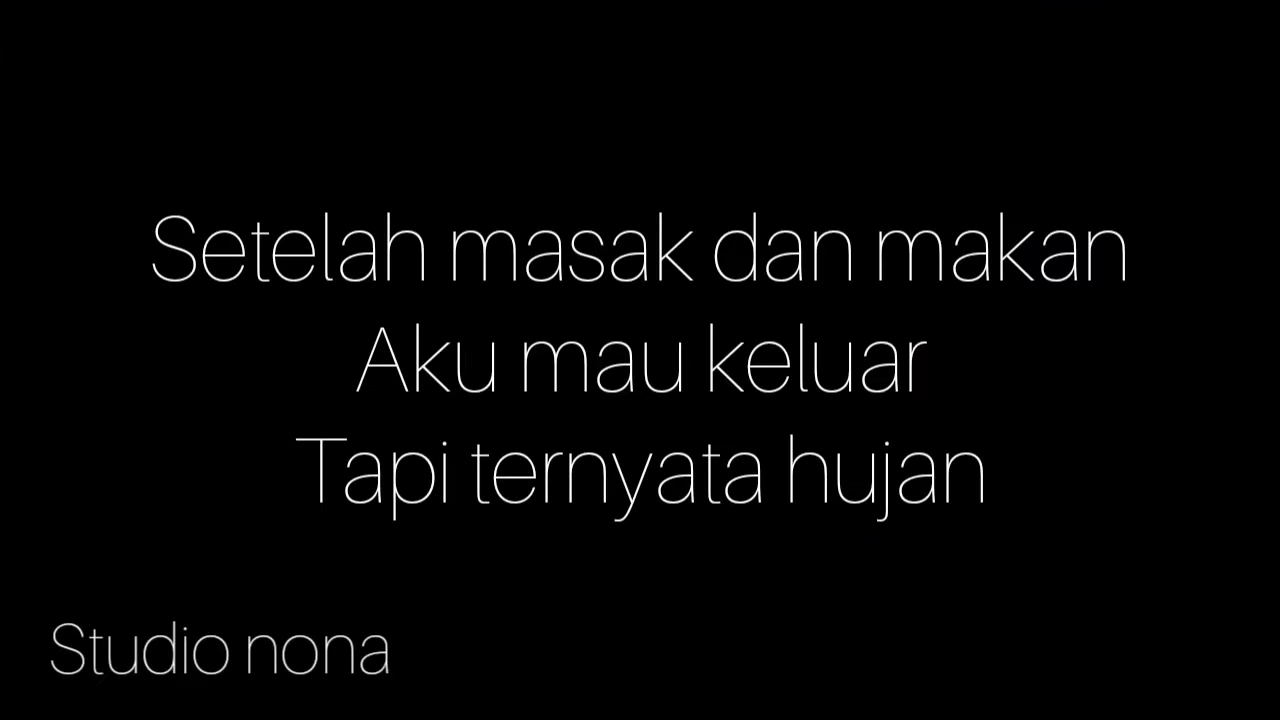 Setelah masak dan makan
Aku mau keluar
Tapi ternyata hujan
Studio nona